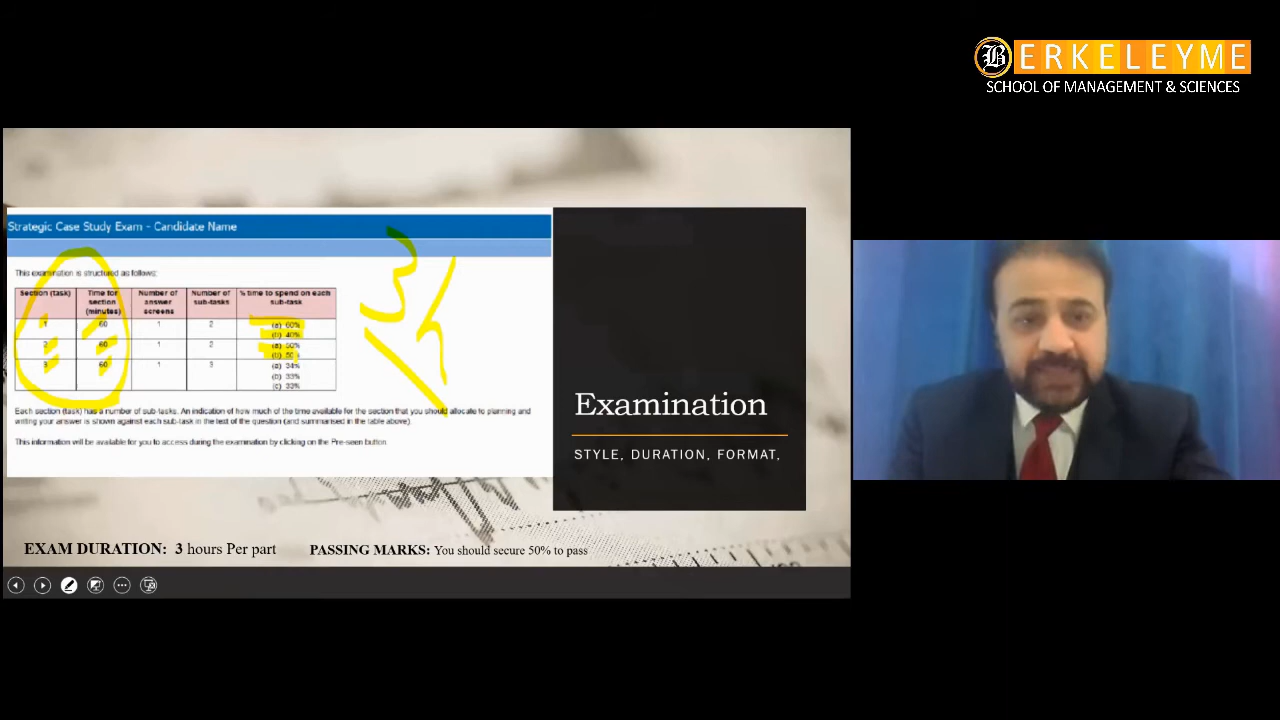 BERKELEYME
SCHOOL OF MANAGEMENT & SCIENCES
Strategic Case Study Exam - Candidate Name
This examination is structured as follows:
Section (task) Time for section (minutes) Number of answer screens Number of sub-tasks % time to spend on each sub-task
1 60 1 2 (a) 60%
(b) 40%
2 60 1 2 (a) 50%
(b) 50%
3 60 1 3 (a) 34%
(b) 33%
(c) 33%
Each section (task) has a number of sub-tasks. An indication of how much of the time available for the section that you should allocate to planning and
writing your answer is shown against each sub-task in the text of the question (and summarised in the table above).
This information will be available for you to access during the examination by clicking on the Pre-seen button.
3h
Examination
STYLE, DURATION, FORMAT,
EXAM DURATION: 3 hours Per part
PASSING MARKS: You should secure 50% to pass